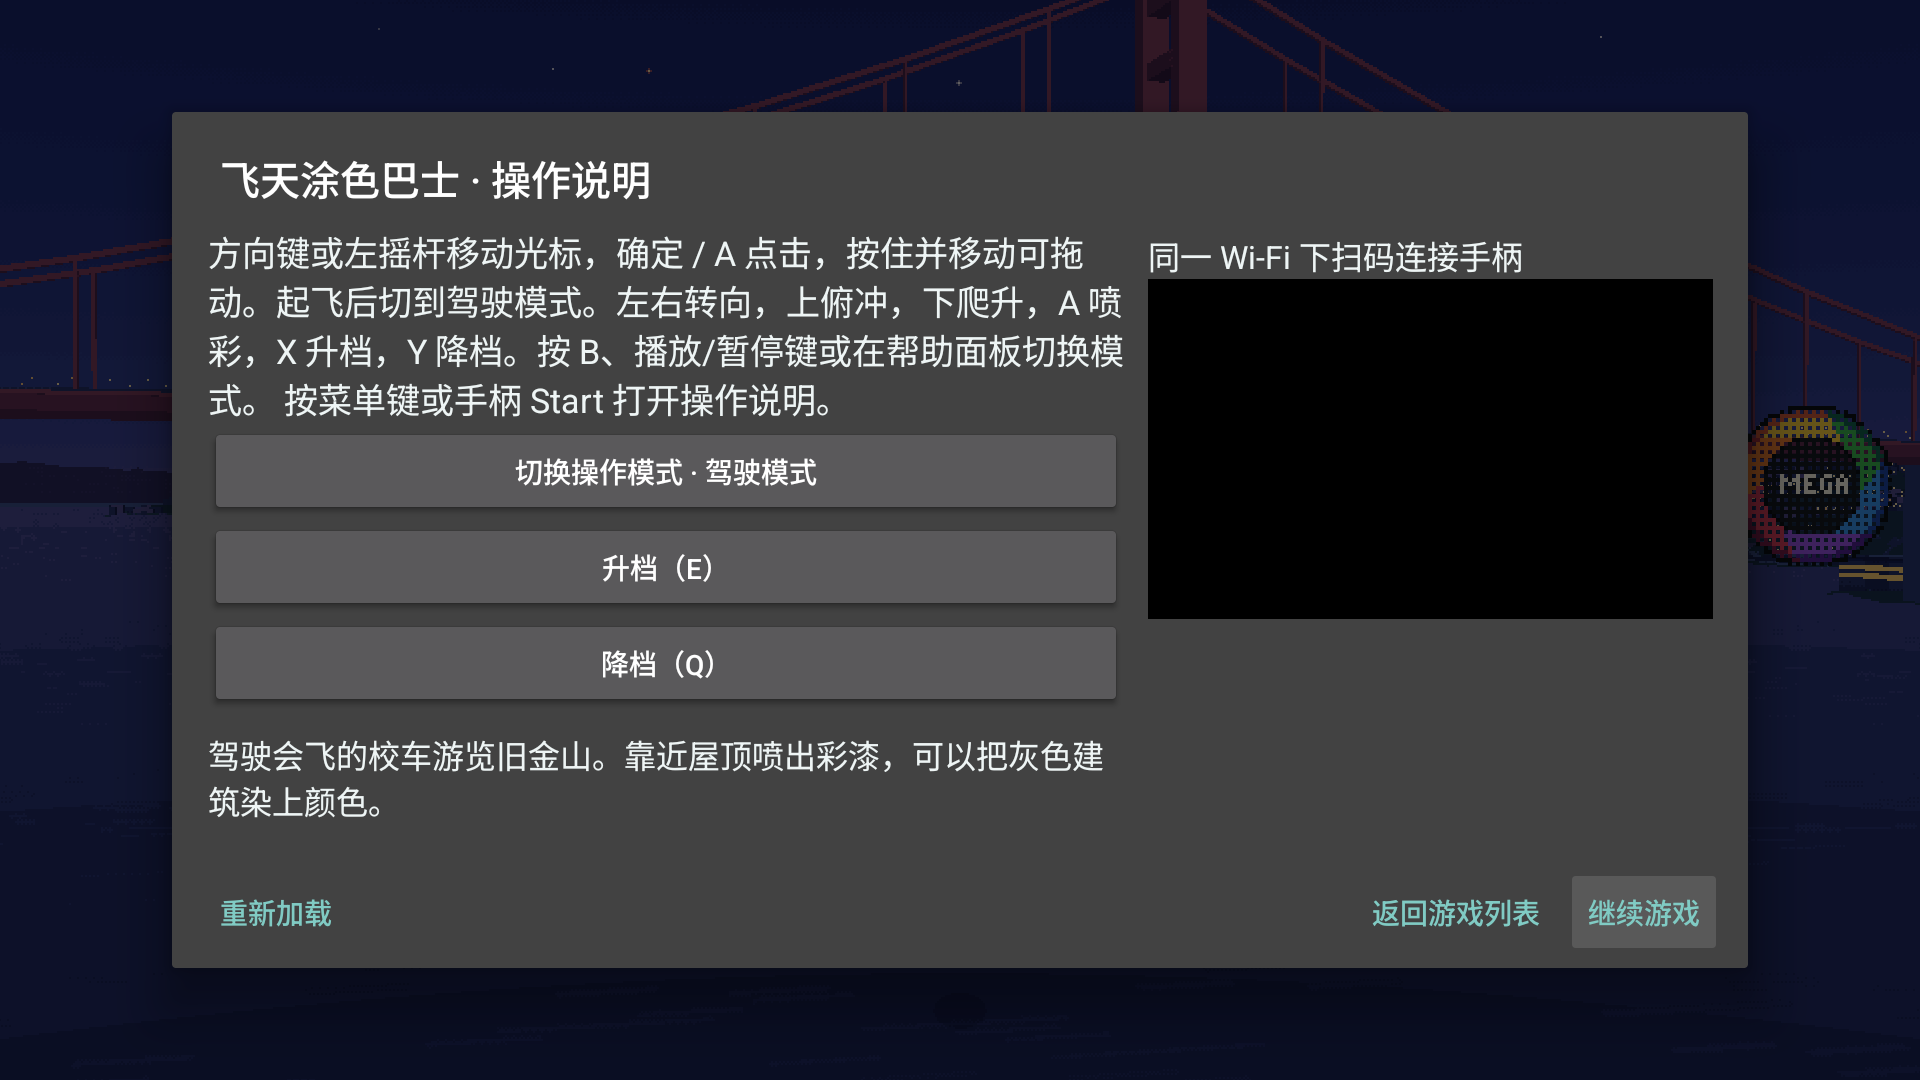 飞天涂色巴士 · 操作说明
方向键或左摇杆移动光标，确定 / A 点击，按住并移动可拖
动。起飞后切到驾驶模式。左右转向，上俯冲，下爬升，A 喷
彩，X 升档，Y 降档。按 B、播放/暂停键或在帮助面板切换模
式。 按菜单键或手柄 Start 打开操作说明。
切换操作模式 · 驾驶模式
升档（E）
降档（Q）
驾驶会飞的校车游览旧金山。靠近屋顶喷出彩漆，可以把灰色建
筑染上颜色。
同一 Wi-Fi 下扫码连接手柄
MEGA
重新加载
返回游戏列表
继续游戏